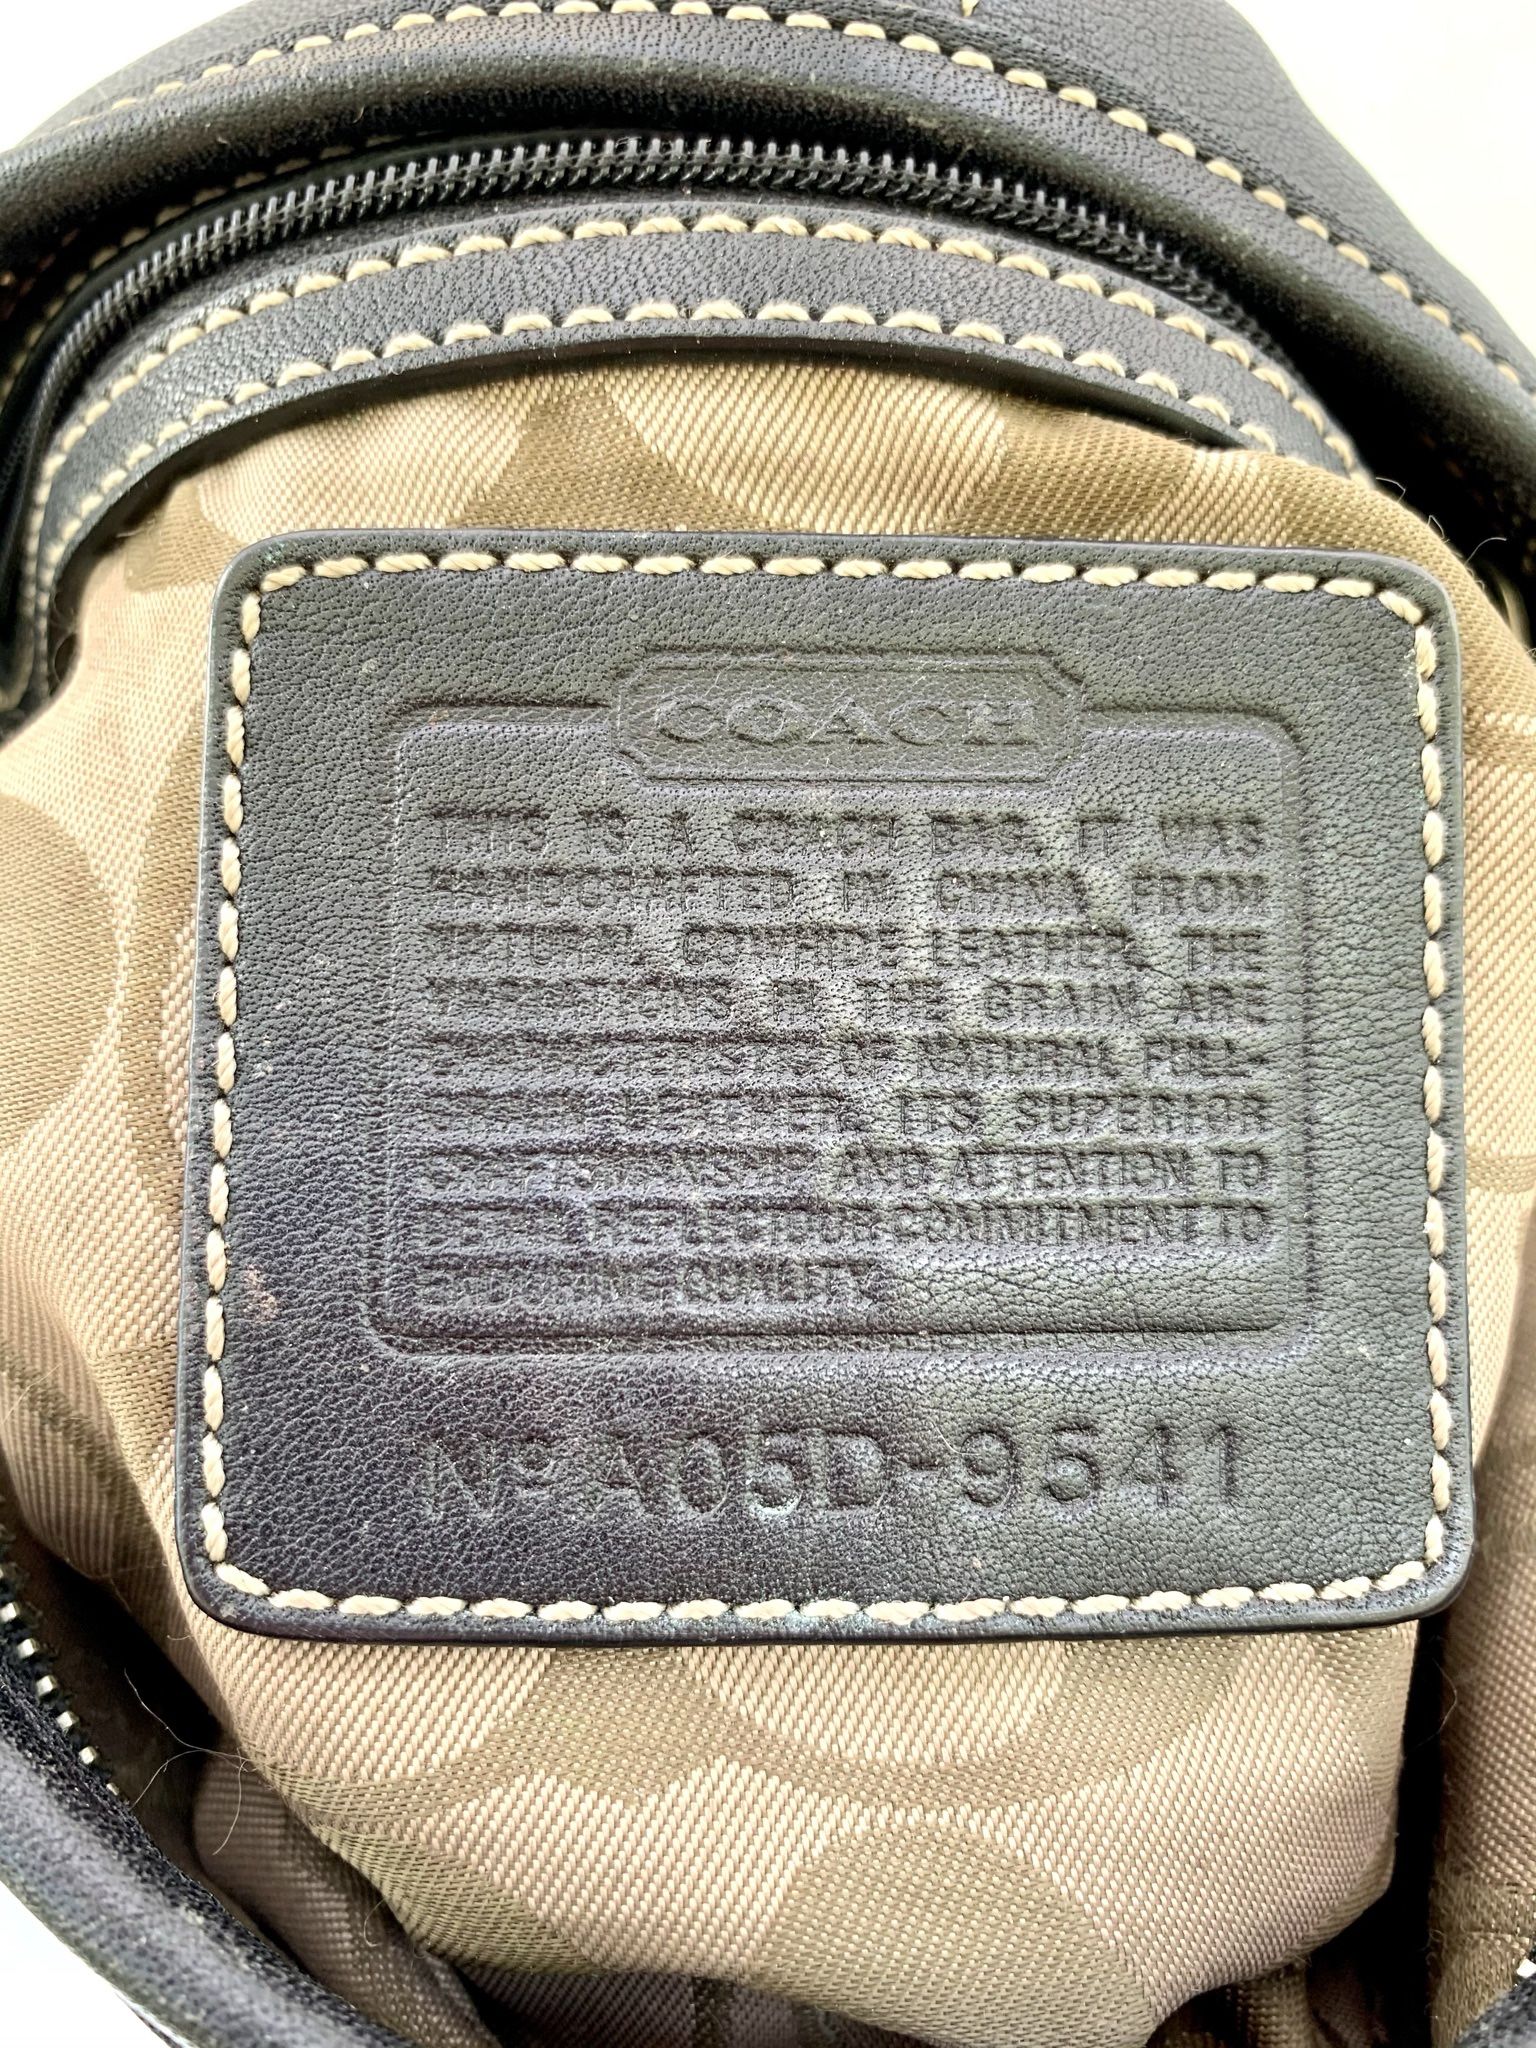 COACH
THIS IS A COACH BAG. IT WAS
HANDCRAFTED IN CHINA FROM
NATURAL COWHIDE LEATHER. THE
VARIATIONS IN THE GRAIN ARE
CHARACTERISTIC OF NATURAL FULL-
GRAIN LEATHER. ITS SUPERIOR
CRAFTSMANSHIP AND ATTENTION TO
DETAIL REFLECT OUR COMMITMENT TO
ENDURING QUALITY.
Nº A05D-9541